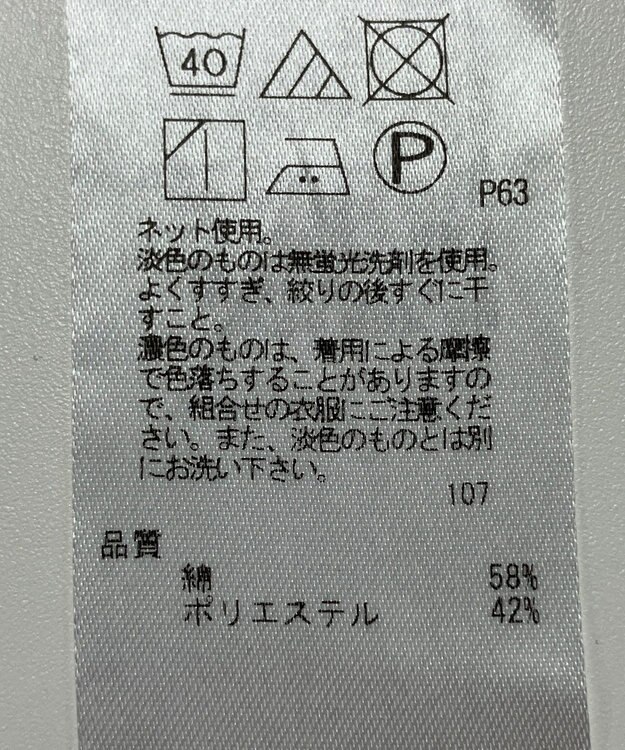 40
P
P63
ネット使用。
淡色のものは無蛍光洗剤を使用。
よくすすぎ、絞りの後すぐに干
すこと。
濃色のものは、着用による摩擦
で色落ちすることがありますの
で、組合せの衣服にご注意くだ
さい。また、淡色のものとは別
にお洗い下さい。
107
品質
綿 58%
ポリエステル 42%